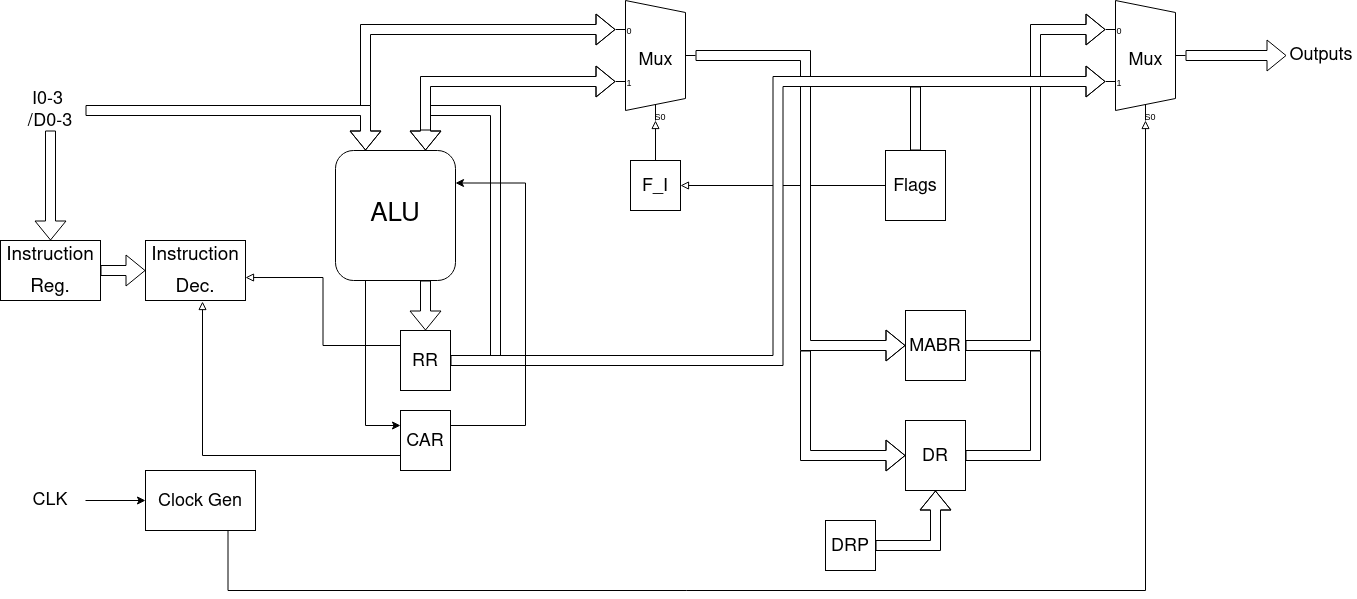 0
Mux
1
S0
0
Mux
1
S0
Outputs
I0-3
/D0-3
ALU
F_I
Flags
Instruction
Reg.
Instruction
Dec.
RR
MABR
CAR
DR
CLK
Clock Gen
DRP